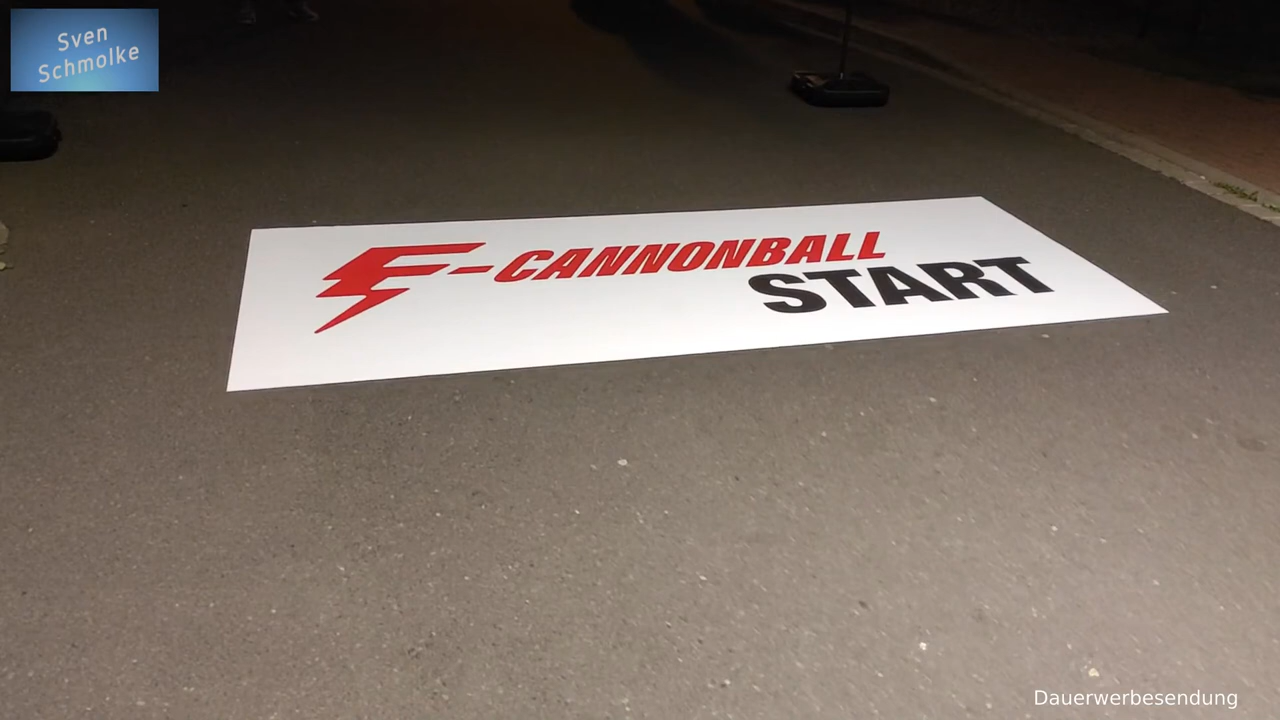 Sven
Schmolke
E-CANNONBALL
START
Dauerwerbesendung